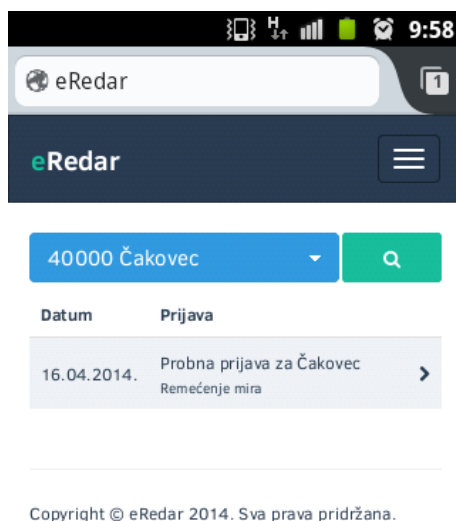 H
9:58
eRedar
1
eRedar
40000 Čakovec
Datum Prijava
16.04.2014. Probna prijava za Čakovec
Remećenje mira
Copyright © eRedar 2014. Sva prava pridržana.